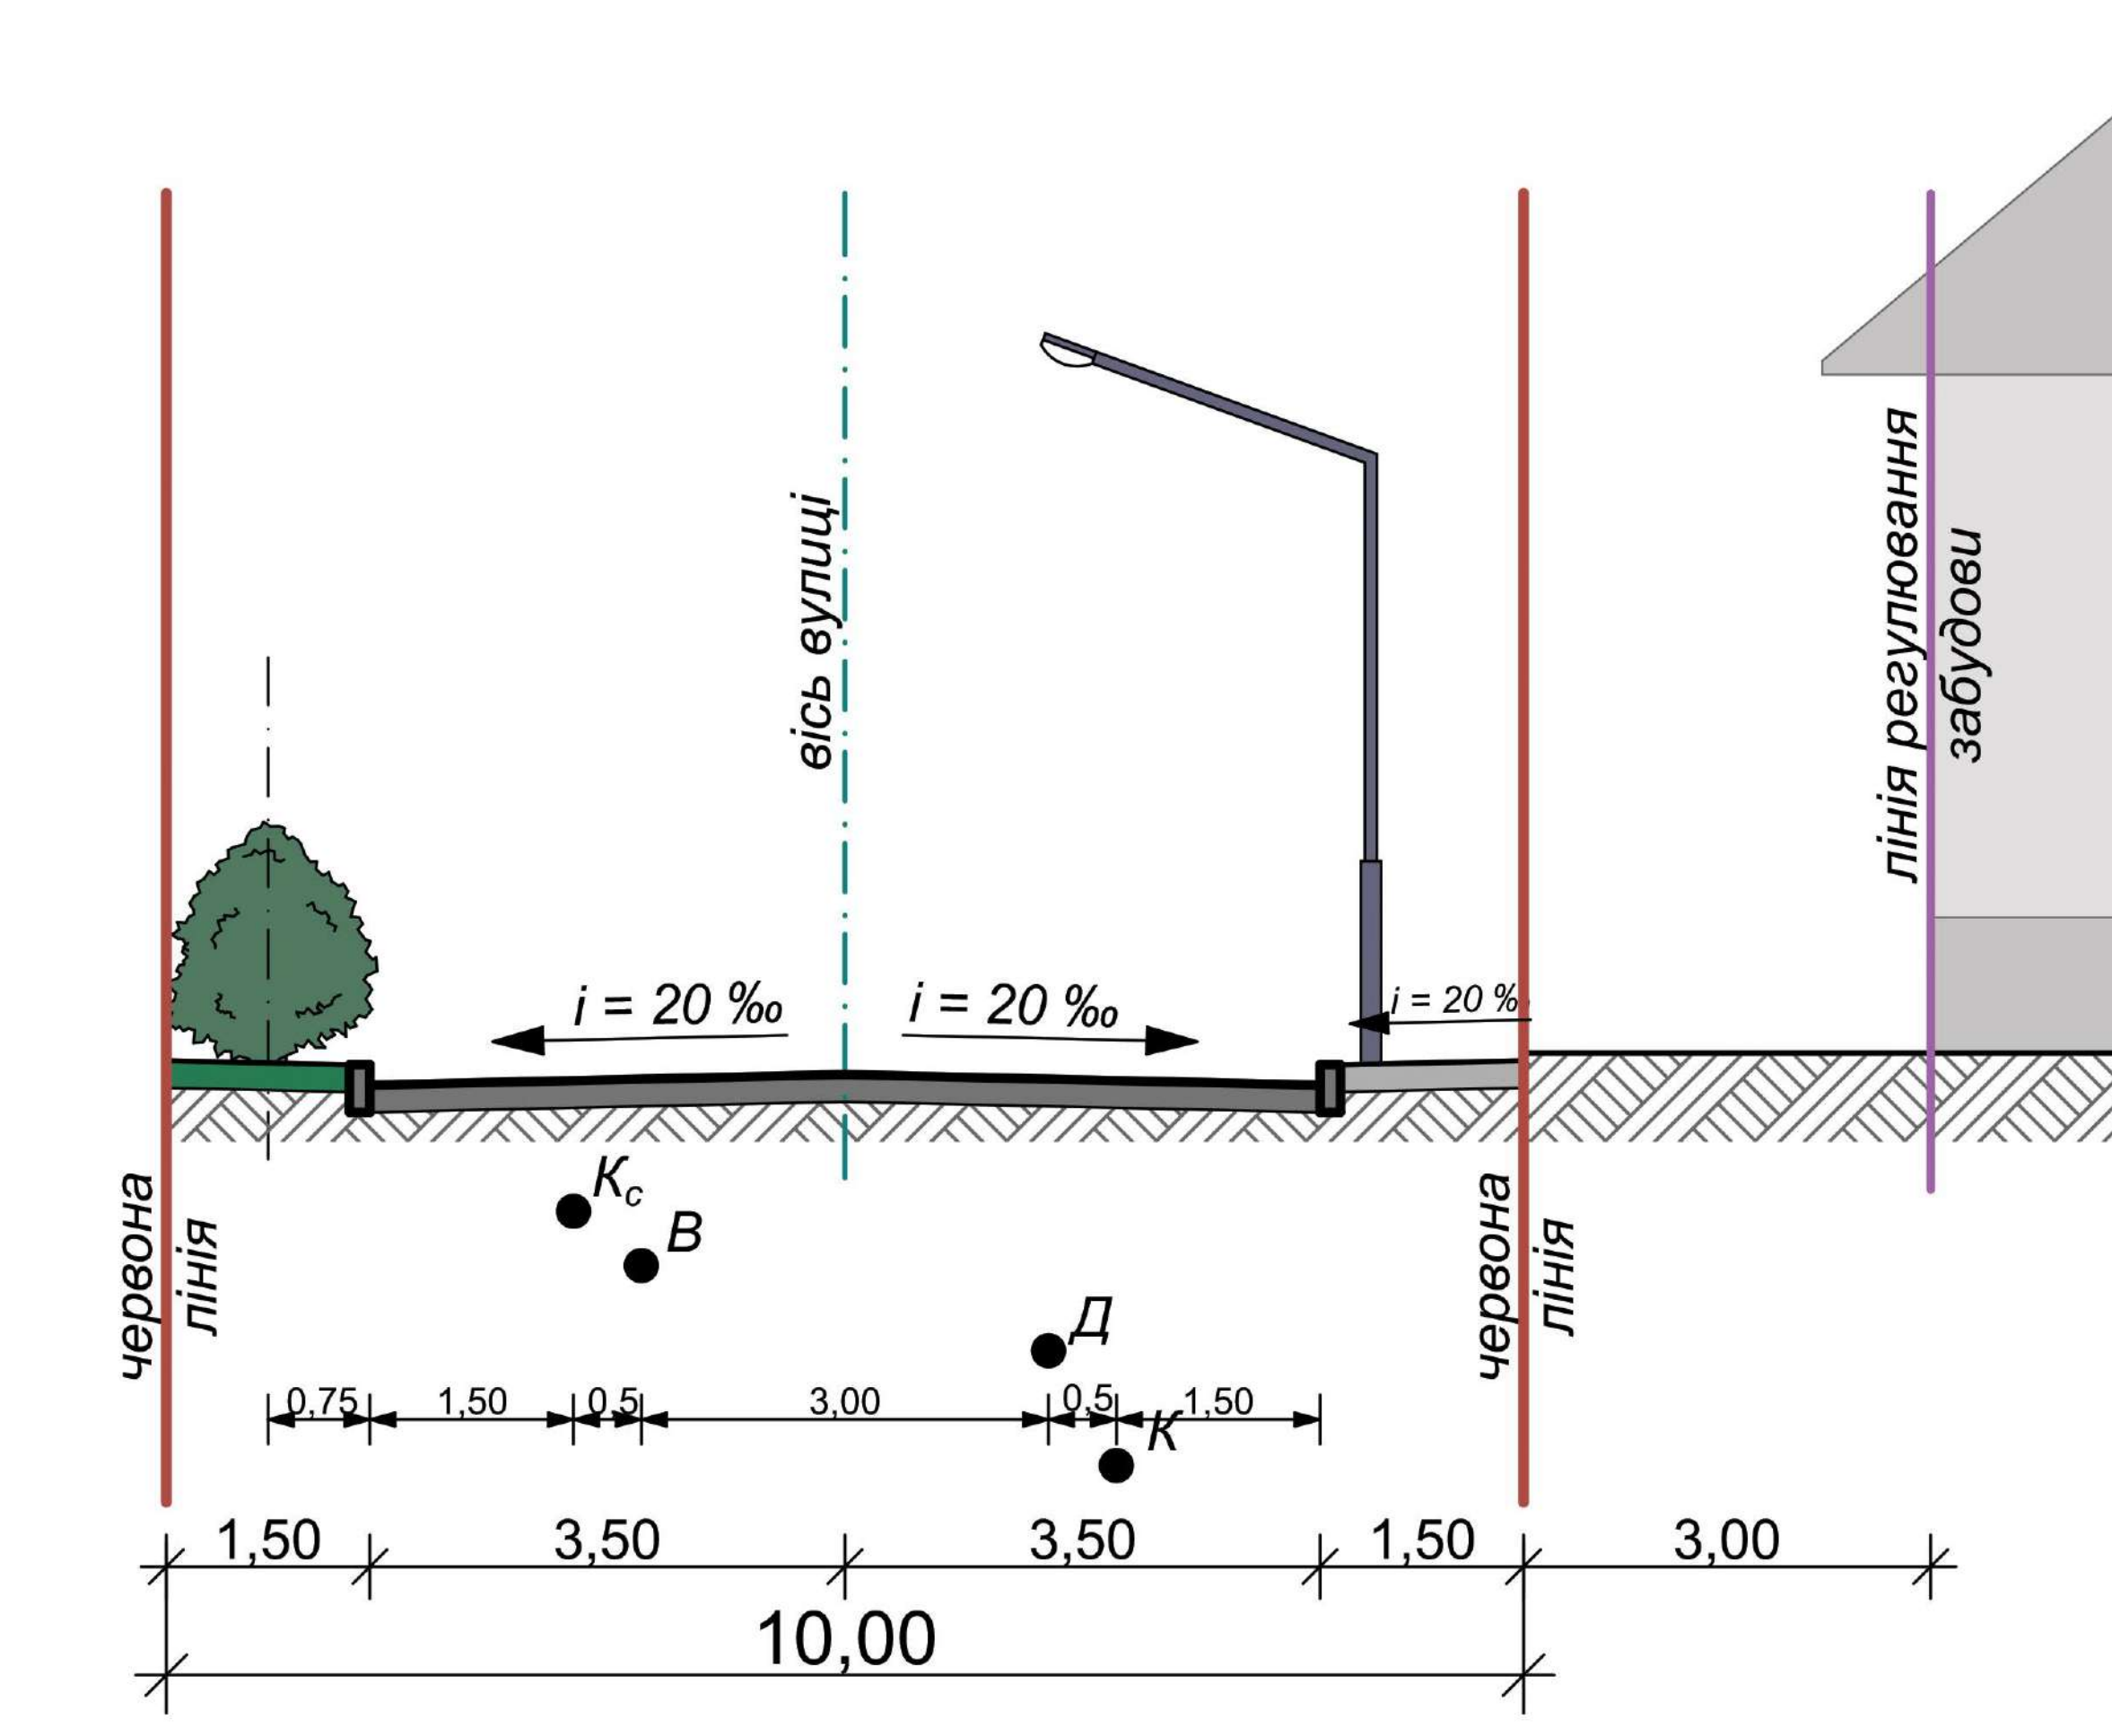 вісь вулиці
лінія регулювання
забудови
i = 20 ‰
i = 20 ‰
i = 20 ‰
червона
лінія
Кс
В
Д
К
червона
лінія
0,75
1,50
0,5
3,00
0,5
1,50
1,50
3,50
3,50
1,50
3,00
10,00